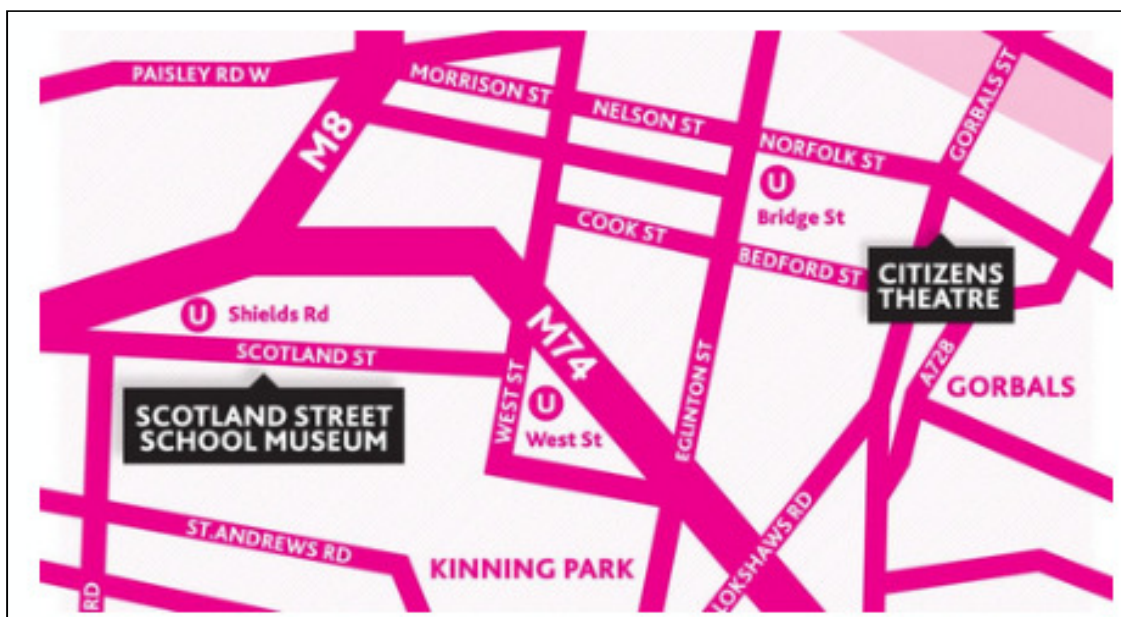 PAISLEY RD W
MORRISON ST
NELSON ST
NORFOLK ST
GORBALS ST
M8
U
Bridge St
COOK ST
BEDFORD ST
CITIZENS
THEATRE
U
Shields Rd
SCOTLAND ST
M74
SCOTLAND STREET
SCHOOL MUSEUM
WEST ST
U
West St
EGLINTON ST
A728
GORBALS
ST.ANDREWS RD
KINNING PARK
LOKSHAWS RD
RD